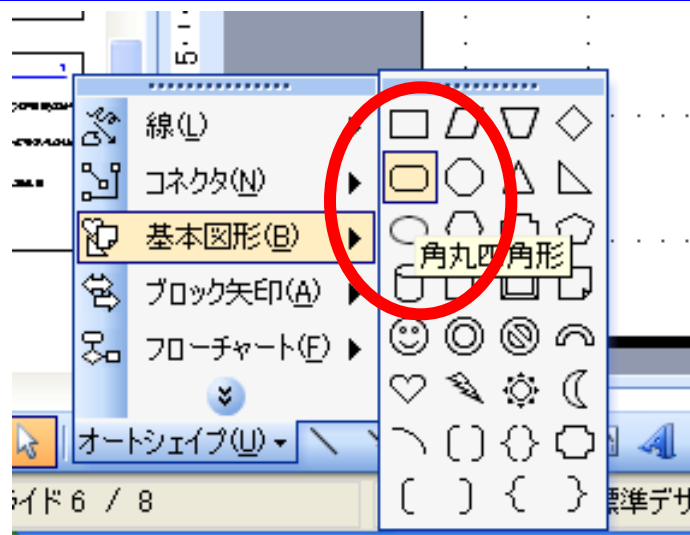 線(L)
コネクタ(N)
基本図形(B)
角丸四角形
ブロック矢印(A)
フローチャート(F)
オートシェイプ(U)
ライド 6 / 8
標準デザ